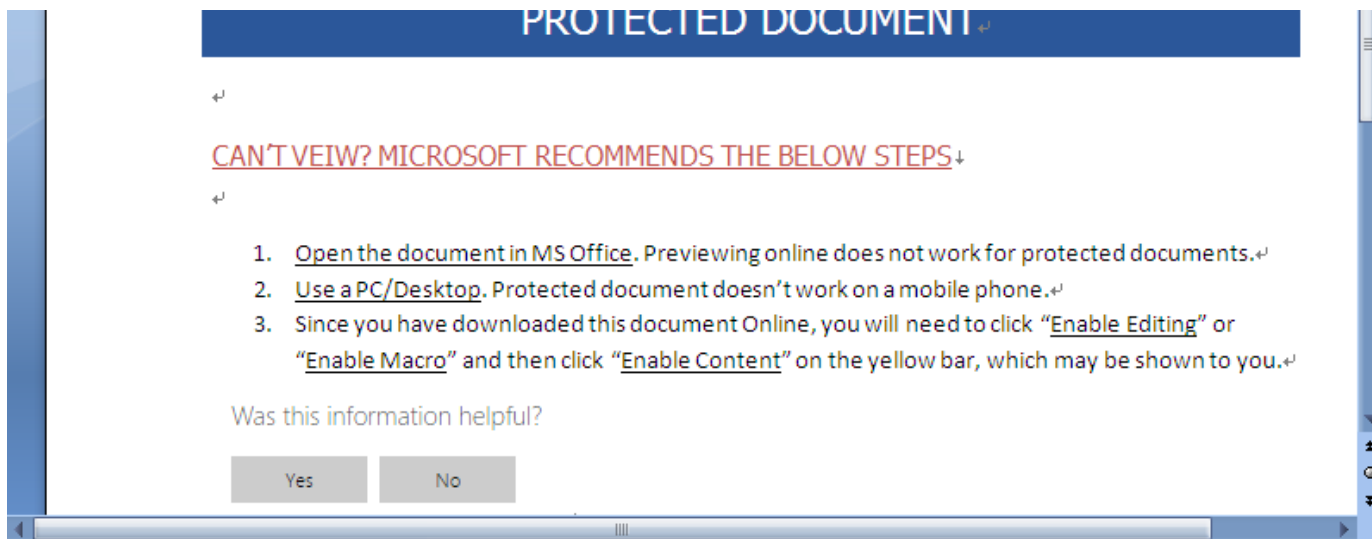 PROTECTED DOCUMENT
CAN'T VEIW? MICROSOFT RECOMMENDS THE BELOW STEPS
1. Open the document in MS Office. Previewing online does not work for protected documents.
2. Use a PC/Desktop. Protected document doesn't work on a mobile phone.
3. Since you have downloaded this document Online, you will need to click “Enable Editing” or
“Enable Macro” and then click “Enable Content” on the yellow bar, which may be shown to you.
Was this information helpful?
Yes No